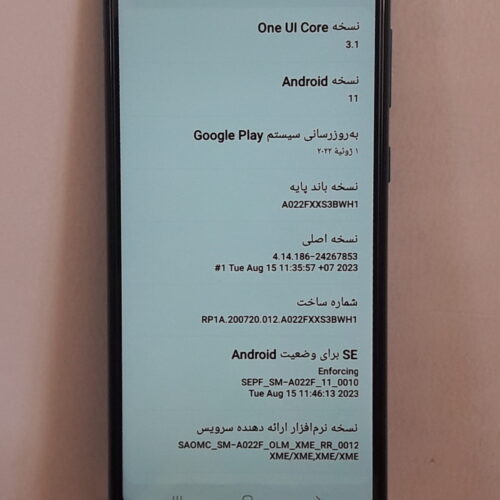 نسخه One UI Core
3.1
نسخه Android
11
به‌روزرسانی سیستم Google Play
۱ ژوئیهٔ ۲۰۲۲
نسخه باند پایه
A022FXXS3BWH1
نسخه اصلی
4.14.186-24267853
#1 Tue Aug 15 11:35:57 +07 2023
شماره ساخت
RP1A.200720.012.A022FXXS3BWH1
SE برای وضعیت Android
Enforcing
SEPF_SM-A022F_11_0010
Tue Aug 15 11:46:13 2023
نسخه نرم‌افزار ارائه دهنده سرویس
SAOMC_SM-A022F_OLM_XME_RR_0012
XME/XME,XME/XME